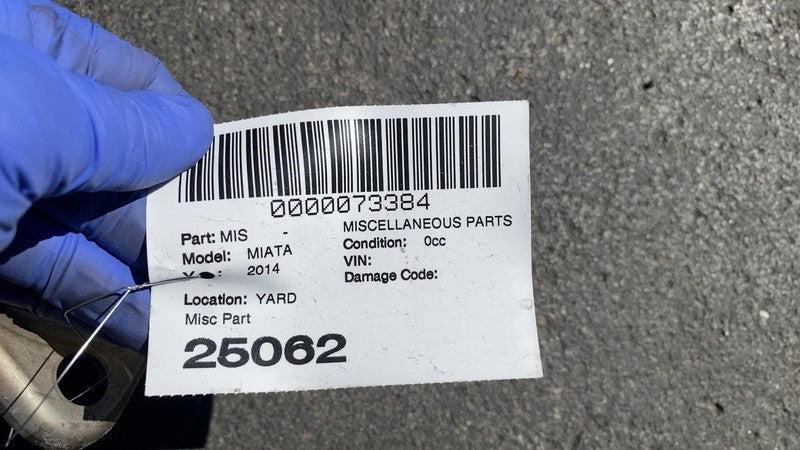 0000073384
Part: MIS - MISCELLANEOUS PARTS
Model: MIATA Condition: 0cc
2014 VIN:
Damage Code:
Location: YARD
Misc Part
25062